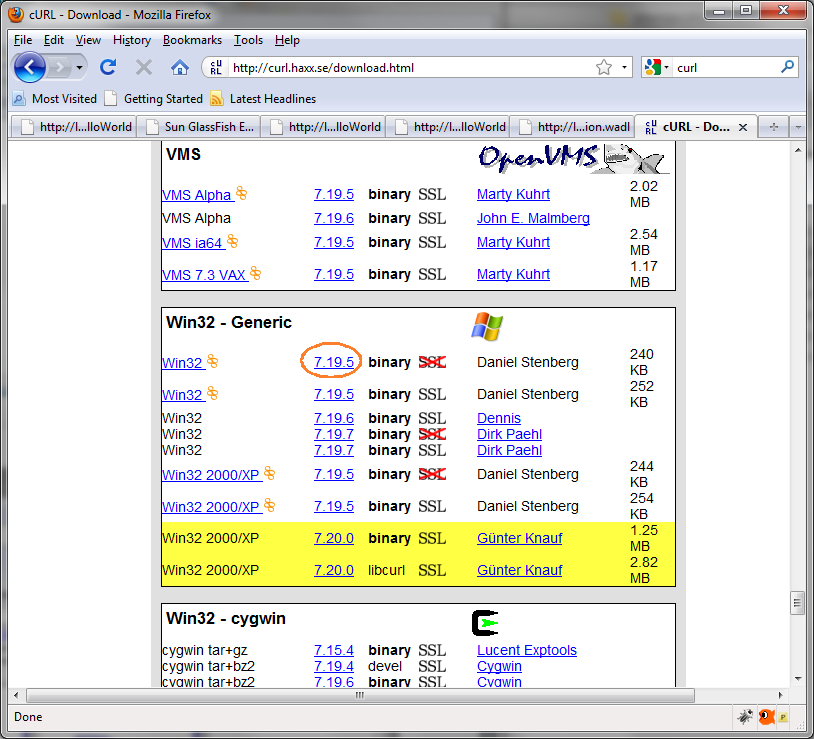 cURL - Download - Mozilla Firefox
File Edit View History Bookmarks Tools Help
cU RL http://curl.haxx.se/download.html curl
Most Visited Getting Started Latest Headlines
http://l...lloWorld Sun GlassFish E... http://l...lloWorld http://l...lloWorld http://l...ion.wadl cU RL cURL - Do...
VMS OpenVMS
VMS Alpha 7.19.5 binary SSL Marty Kuhrt 2.02 MB
VMS Alpha 7.19.6 binary SSL John E. Malmberg
VMS ia64 7.19.5 binary SSL Marty Kuhrt 2.54 MB
VMS 7.3 VAX 7.19.5 binary SSL Marty Kuhrt 1.17 MB
Win32 - Generic
Win32 7.19.5 binary SSL Daniel Stenberg 240 KB
Win32 7.19.5 binary SSL Daniel Stenberg 252 KB
Win32 7.19.6 binary SSL Dennis
Win32 7.19.7 binary SSL Dirk Paehl
Win32 7.19.7 binary SSL Dirk Paehl
Win32 2000/XP 7.19.5 binary SSL Daniel Stenberg 244 KB
Win32 2000/XP 7.19.5 binary SSL Daniel Stenberg 254 KB
Win32 2000/XP 7.20.0 binary SSL Günter Knauf 1.25 MB
Win32 2000/XP 7.20.0 libcurl SSL Günter Knauf 2.82 MB
Win32 - cygwin
cygwin tar+gz 7.15.4 binary SSL Lucent Exptools
cygwin tar+bz2 7.19.4 devel SSL Cygwin
cygwin tar+bz2 7.19.6 binary SSL Cygwin
Done P